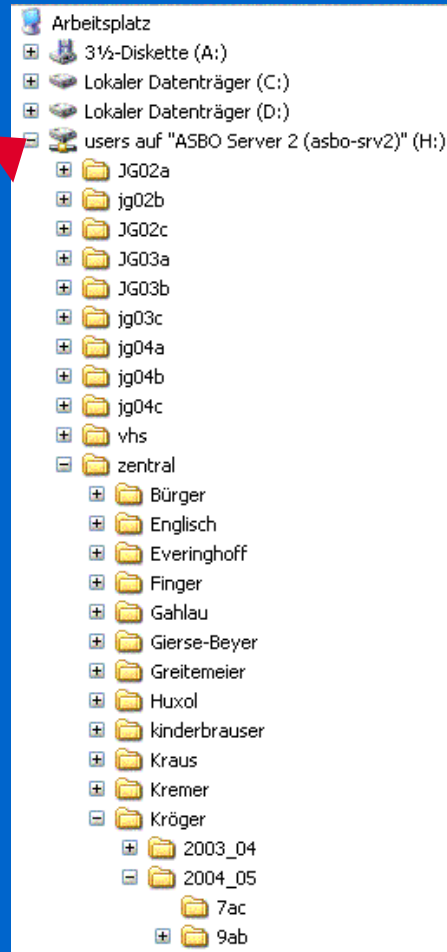 Arbeitsplatz
3½-Diskette (A:)
Lokaler Datenträger (C:)
Lokaler Datenträger (D:)
users auf "ASBO Server 2 (asbo-srv2)" (H:)
JG02a
jg02b
JG02c
JG03a
JG03b
jg03c
jg04a
jg04b
jg04c
vhs
zentral
Bürger
Englisch
Everinghoff
Finger
Gahlau
Gierse-Beyer
Greitemeier
Huxol
kinderbrauser
Kraus
Kremer
Kröger
2003_04
2004_05
7ac
9ab